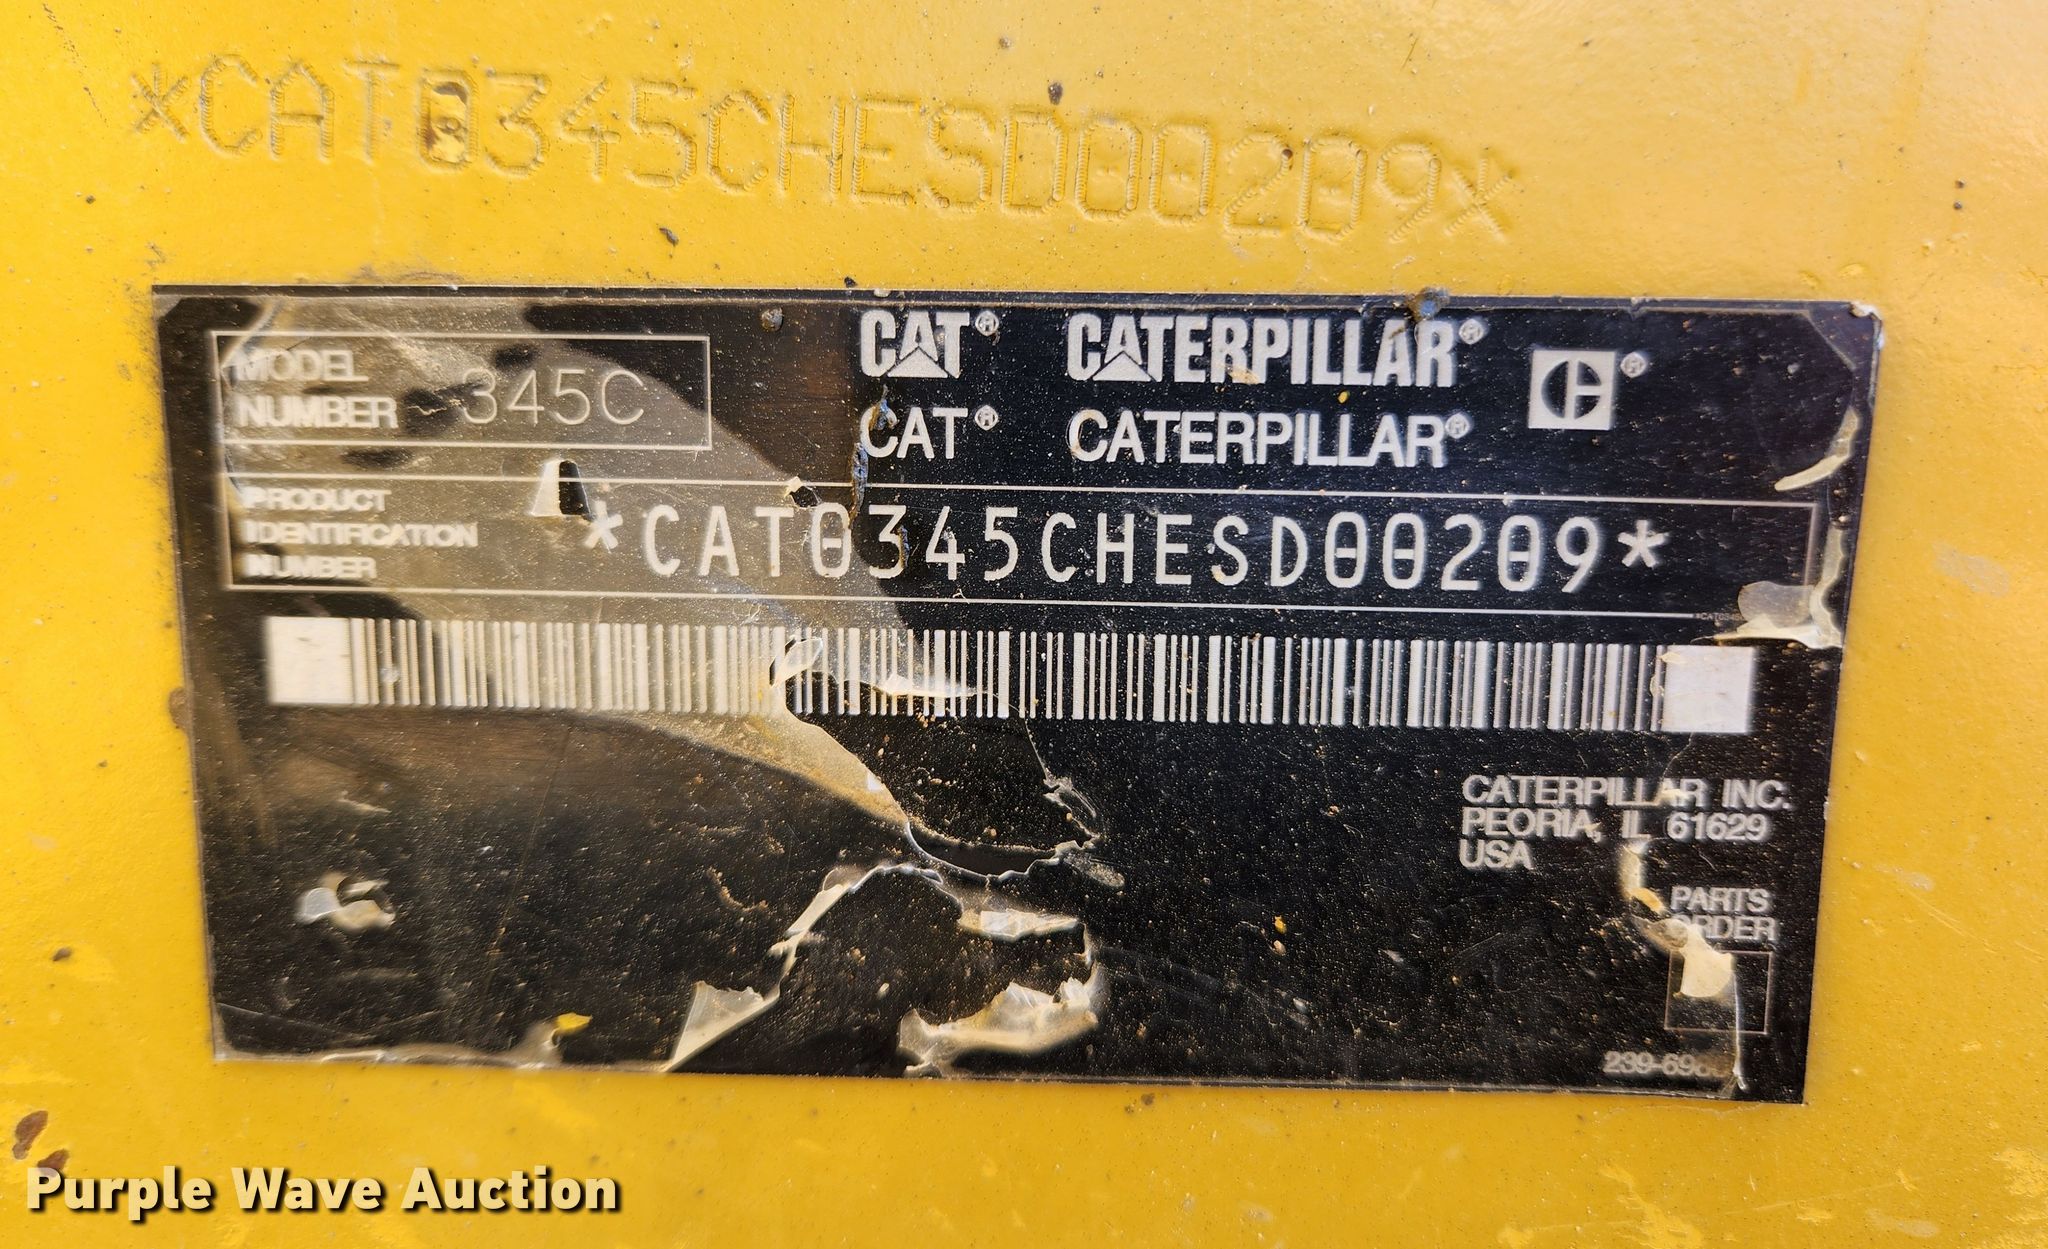 *CAT0345CHESD00209*
CAT® CATERPILLAR® ®
MODEL NUMBER 345C
CAT® CATERPILLAR®
PRODUCT
IDENTIFICATION
NUMBER
*CAT0345CHESD00209*
CATERPILLAR INC.
PEORIA, IL 61629
USA
PARTS
ORDER
Purple Wave Auction